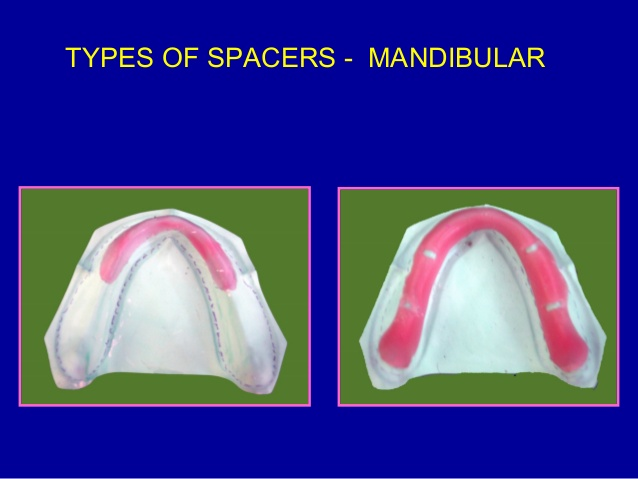 TYPES OF SPACERS - MANDIBULAR